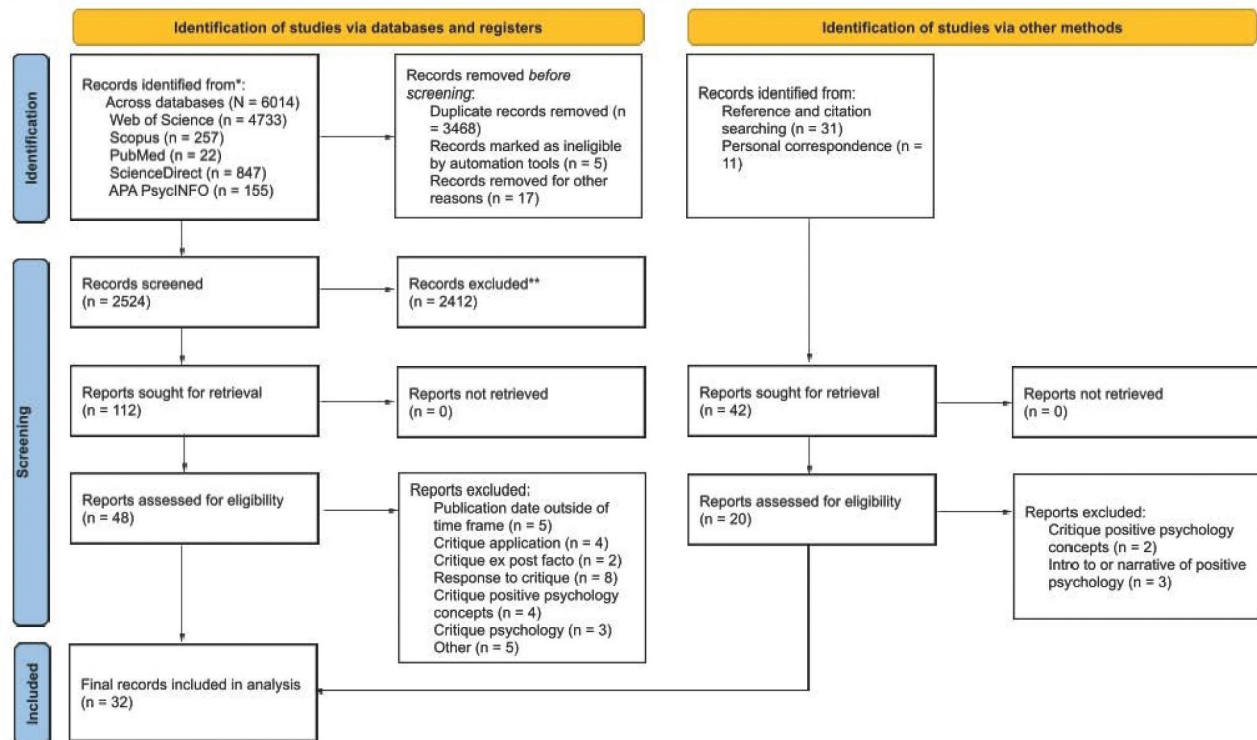 Identification of studies via databases and registers
Identification of studies via other methods
Identification
Records identified from*:
Across databases (N = 6014)
Web of Science (n = 4733)
Scopus (n = 257)
PubMed (n = 22)
ScienceDirect (n = 847)
APA PsycINFO (n = 155)
Records removed before
screening:
Duplicate records removed (n
= 3468)
Records marked as ineligible
by automation tools (n = 5)
Records removed for other
reasons (n = 17)
Records identified from:
Reference and citation
searching (n = 31)
Personal correspondence (n =
11)
Screening
Records screened
(n = 2524)
Records excluded**
(n = 2412)
Reports sought for retrieval
(n = 112)
Reports not retrieved
(n = 0)
Reports sought for retrieval
(n = 42)
Reports not retrieved
(n = 0)
Reports assessed for eligibility
(n = 48)
Reports excluded:
Publication date outside of
time frame (n = 5)
Critique application (n = 4)
Critique ex post facto (n = 2)
Response to critique (n = 8)
Critique positive psychology
concepts (n = 4)
Critique psychology (n = 3)
Other (n = 5)
Reports assessed for eligibility
(n = 20)
Reports excluded:
Critique positive psychology
concepts (n = 2)
Intro to or narrative of positive
psychology (n = 3)
Included
Final records included in analysis
(n = 32)